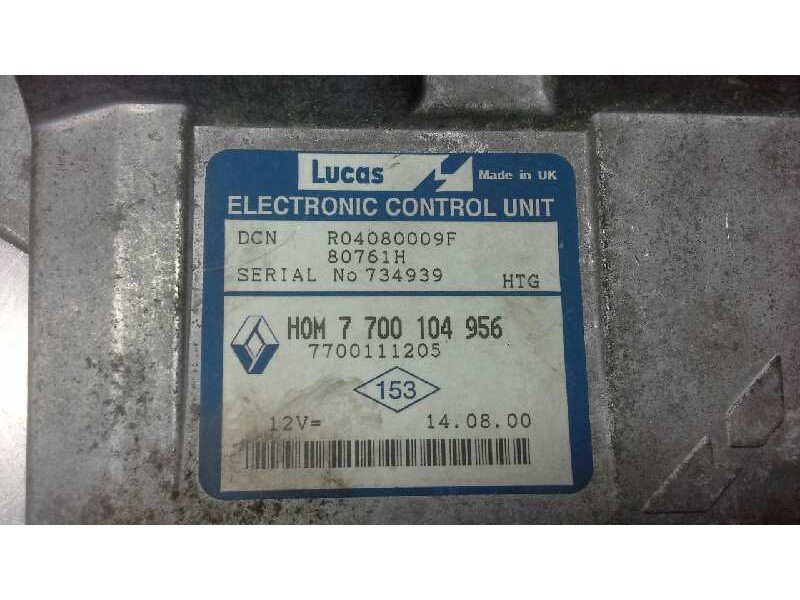 Lucas Made in UK
ELECTRONIC CONTROL UNIT
DCN R04080009F
80761H
SERIAL No 734939 HTG
HOM 7 700 104 956
7700111205
153
12V= 14.08.00